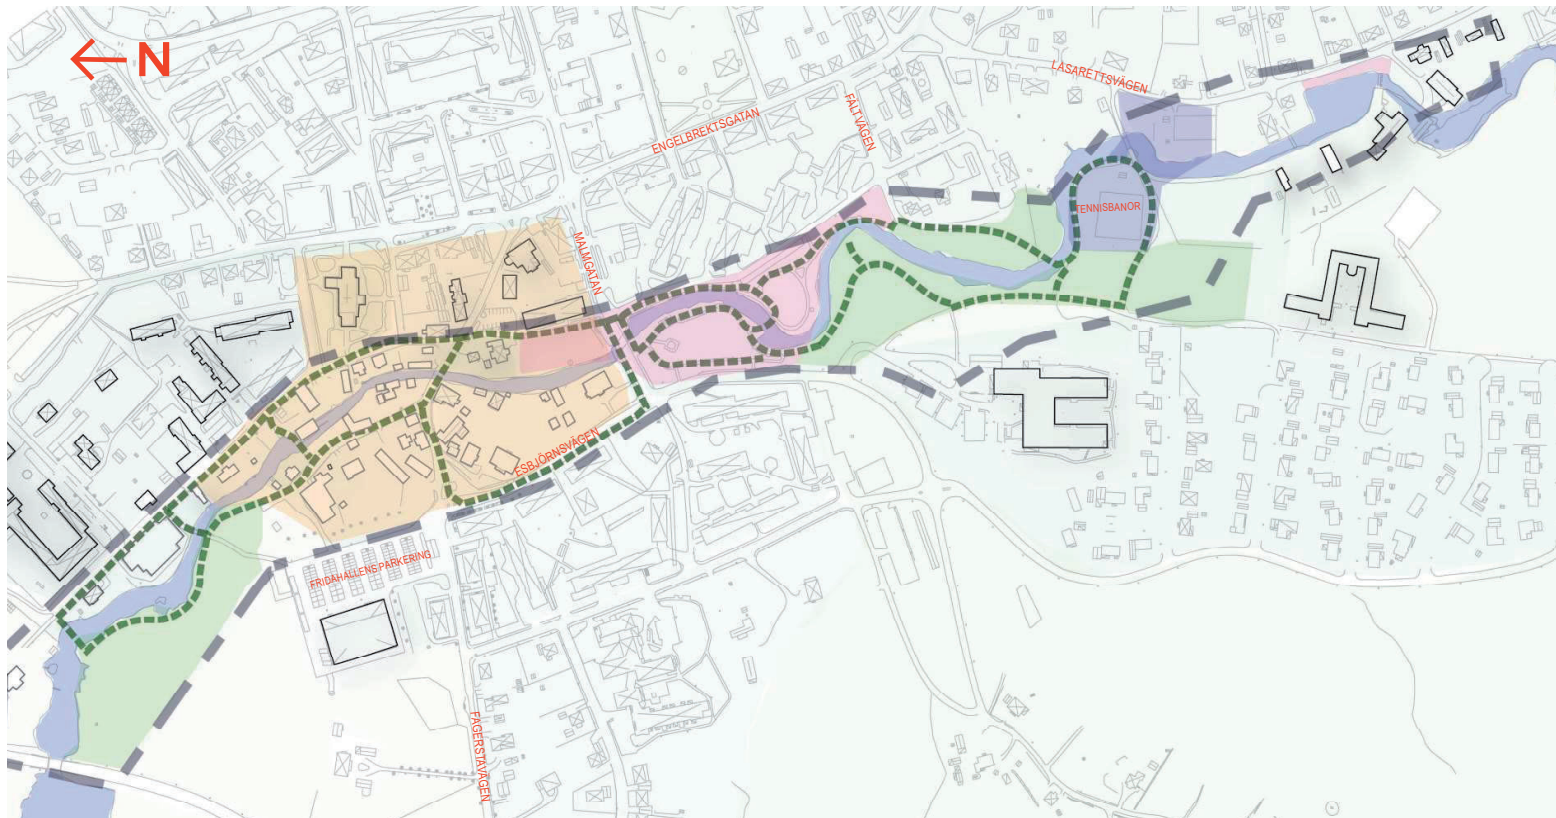 N
LASARETTSVÄGEN
FÄLTVÄGEN
ENGELBREKTSGATAN
TENNISBANOR
MALMGATAN
ESBJÖRNSVÄGEN
FRIDAHALLENS PARKERING
FAGERSTAVÄGEN